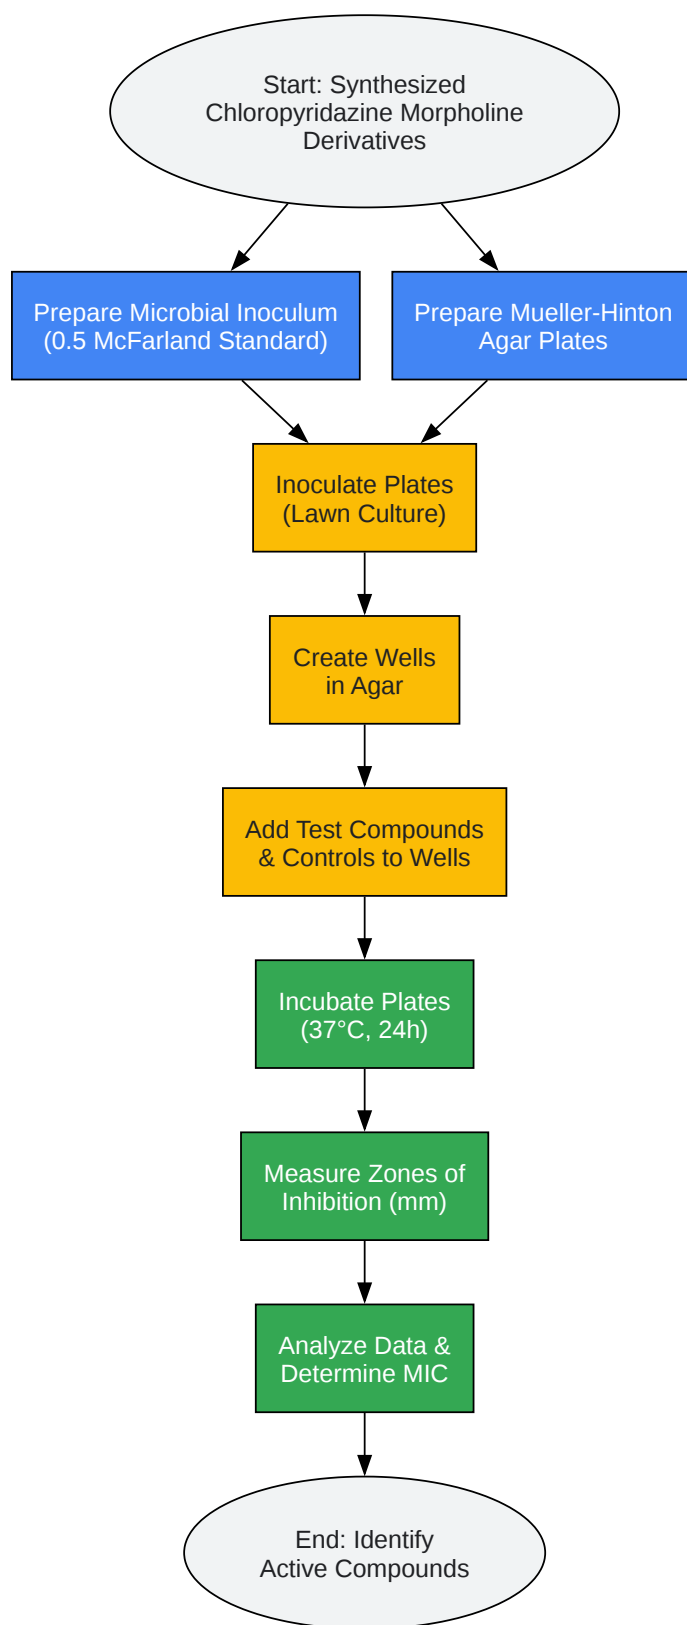 Start: Synthesized
Chloropyridazine Morpholine
Derivatives
Prepare Microbial Inoculum
(0.5 McFarland Standard)
Prepare Mueller-Hinton
Agar Plates
Inoculate Plates
(Lawn Culture)
Create Wells
in Agar
Add Test Compounds
& Controls to Wells
Incubate Plates
(37°C, 24h)
Measure Zones of
Inhibition (mm)
Analyze Data &
Determine MIC
End: Identify
Active Compounds